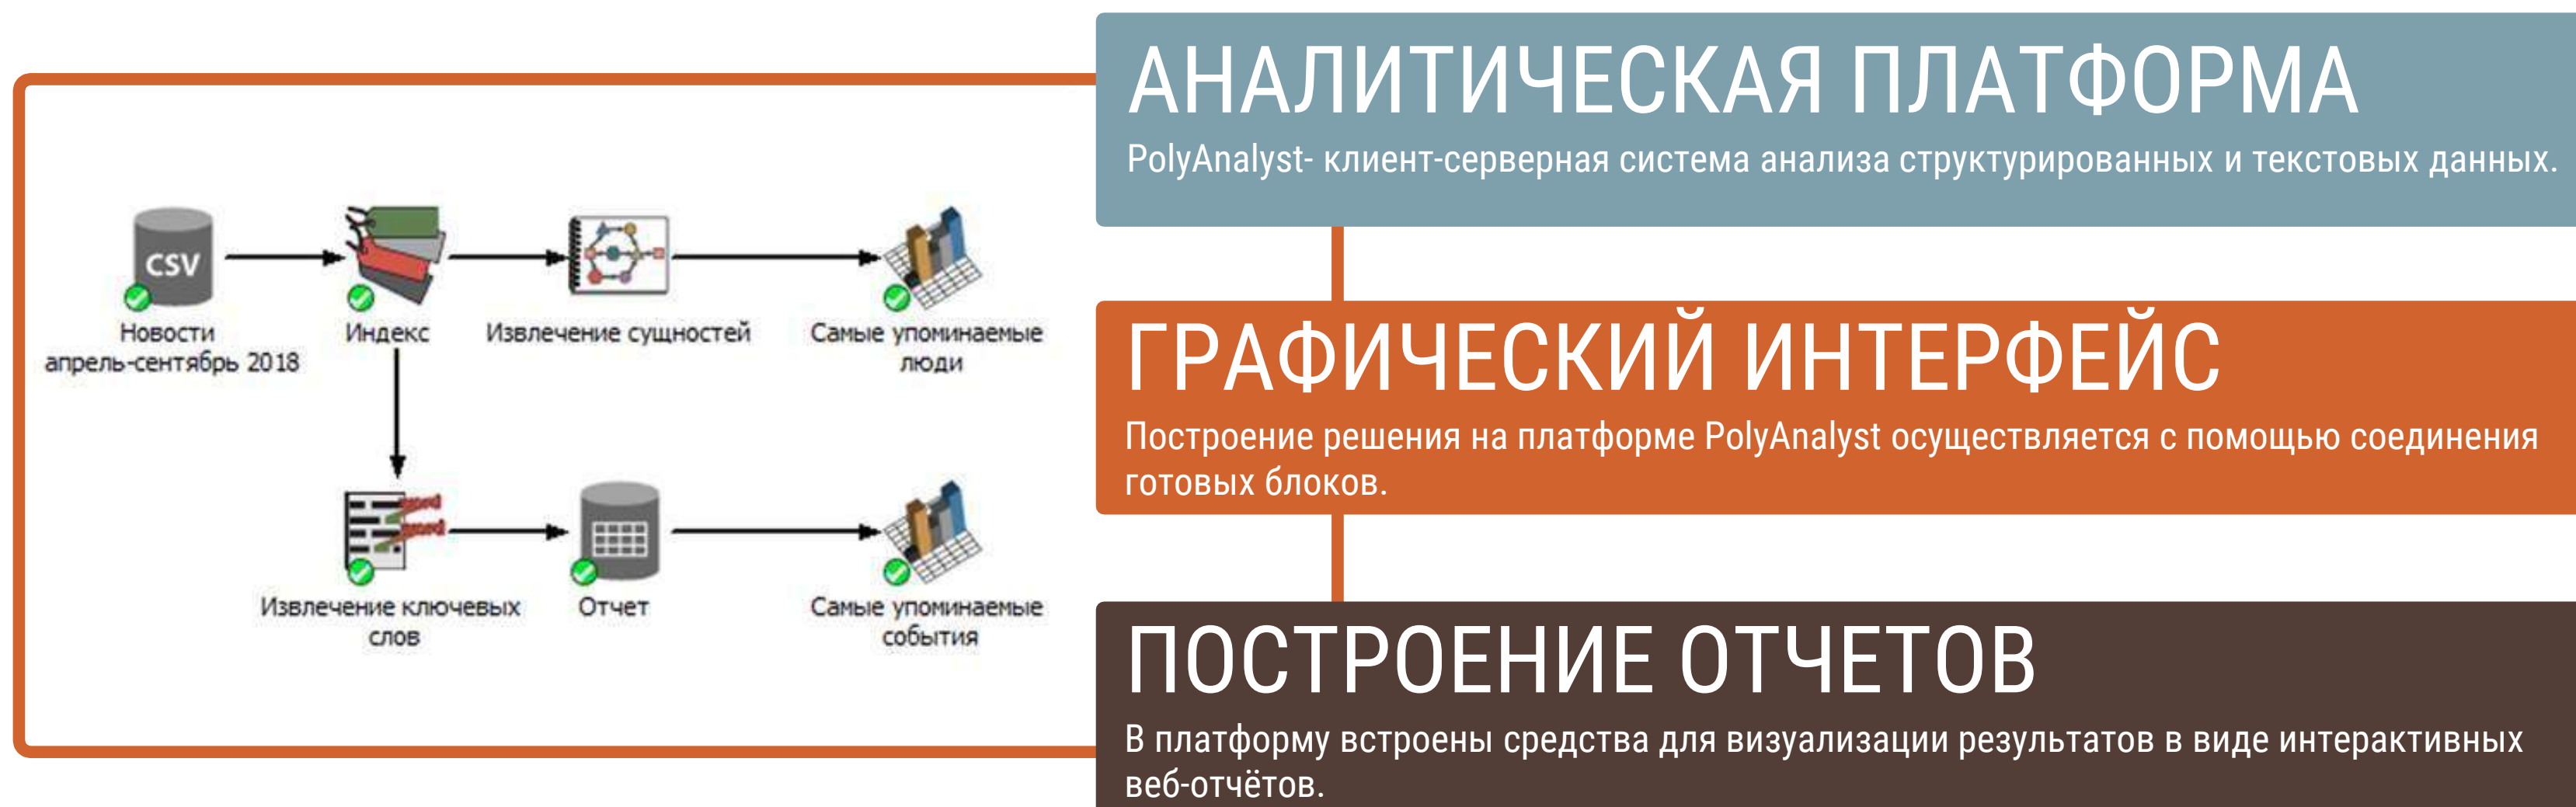 CSV
Новости
апрель-сентябрь 2018
Индекс
Извлечение сущностей
Самые упоминаемые
люди
Извлечение ключевых
слов
Отчет
Самые упоминаемые
события
АНАЛИТИЧЕСКАЯ ПЛАТФОРМА
PolyAnalyst- клиент-серверная система анализа структурированных и текстовых данных.
ГРАФИЧЕСКИЙ ИНТЕРФЕЙС
Построение решения на платформе PolyAnalyst осуществляется с помощью соединения
готовых блоков.
ПОСТРОЕНИЕ ОТЧЕТОВ
В платформу встроены средства для визуализации результатов в виде интерактивных
веб-отчётов.